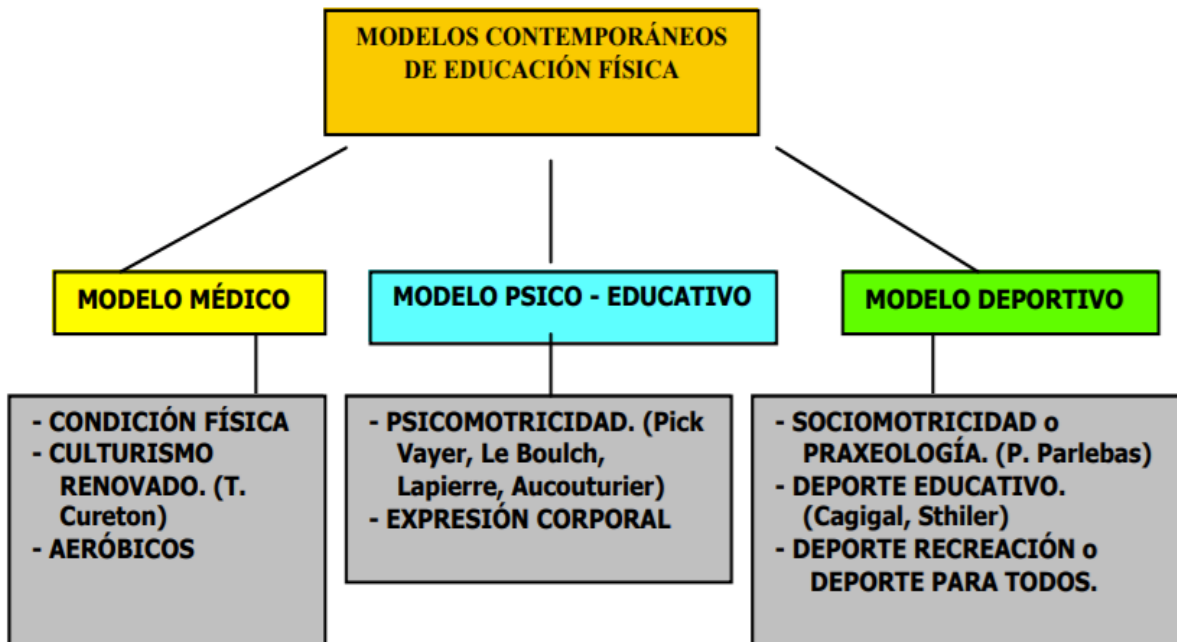 MODELOS CONTEMPORÁNEOS
DE EDUCACIÓN FÍSICA
MODELO MÉDICO
MODELO PSICO - EDUCATIVO
MODELO DEPORTIVO
- CONDICIÓN FÍSICA
- CULTURISMO
RENOVADO. (T.
Cureton)
- AERÓBICOS
- PSICOMOTRICIDAD. (Pick
Vayer, Le Boulch,
Lapierre, Aucouturier)
- EXPRESIÓN CORPORAL
- SOCIOMOTRICIDAD o
PRAXEOLOGÍA. (P. Parlebas)
- DEPORTE EDUCATIVO.
(Cagigal, Sthiler)
- DEPORTE RECREACIÓN o
DEPORTE PARA TODOS.